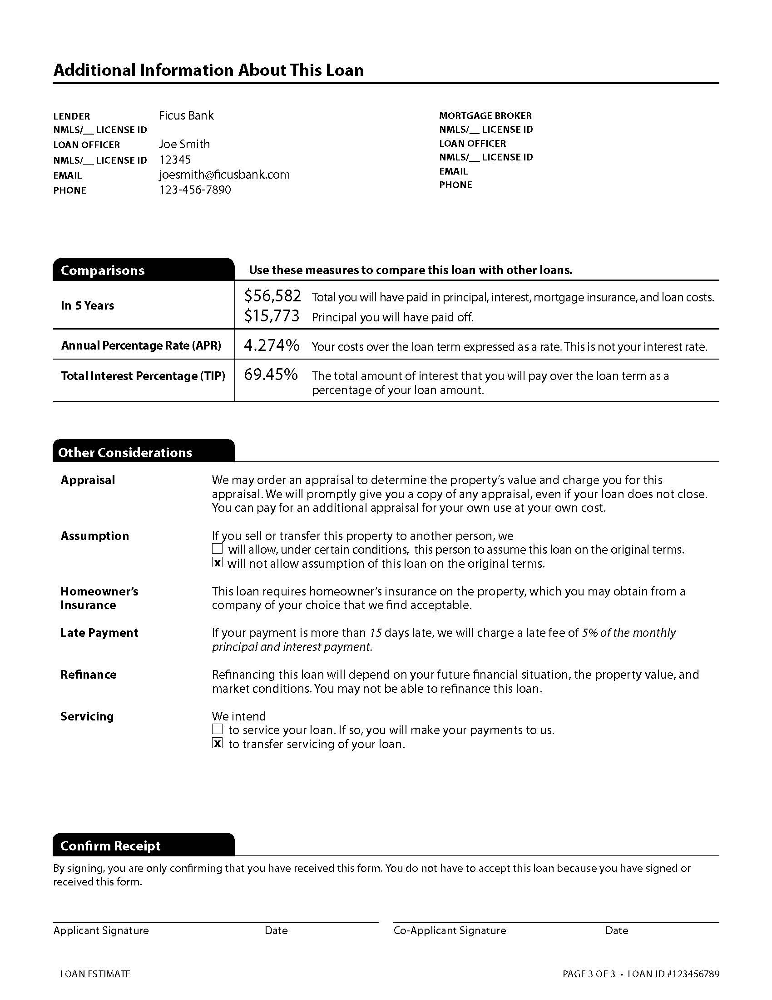 Additional Information About This Loan
LENDER Ficus Bank
NMLS/__ LICENSE ID
LOAN OFFICER Joe Smith
NMLS/__ LICENSE ID 12345
EMAIL joesmith@ficusbank.com
PHONE 123-456-7890
MORTGAGE BROKER
NMLS/__ LICENSE ID
LOAN OFFICER
NMLS/__ LICENSE ID
EMAIL
PHONE
Comparisons Use these measures to compare this loan with other loans.
In 5 Years
$56,582 Total you will have paid in principal, interest, mortgage insurance, and loan costs.
$15,773 Principal you will have paid off.
Annual Percentage Rate (APR) 4.274% Your costs over the loan term expressed as a rate. This is not your interest rate.
Total Interest Percentage (TIP) 69.45% The total amount of interest that you will pay over the loan term as a
percentage of your loan amount.
Other Considerations
Appraisal We may order an appraisal to determine the property’s value and charge you for this
appraisal. We will promptly give you a copy of any appraisal, even if your loan does not close.
You can pay for an additional appraisal for your own use at your own cost.
Assumption If you sell or transfer this property to another person, we
☐ will allow, under certain conditions, this person to assume this loan on the original terms.
☒ will not allow assumption of this loan on the original terms.
Homeowner’s This loan requires homeowner’s insurance on the property, which you may obtain from a
Insurance company of your choice that we find acceptable.
Late Payment If your payment is more than 15 days late, we will charge a late fee of 5% of the monthly
principal and interest payment.
Refinance Refinancing this loan will depend on your future financial situation, the property value, and
market conditions. You may not be able to refinance this loan.
Servicing We intend
☐ to service your loan. If so, you will make your payments to us.
☒ to transfer servicing of your loan.
Confirm Receipt
By signing, you are only confirming that you have received this form. You do not have to accept this loan because you have signed or
received this form.
Applicant Signature Date Co-Applicant Signature Date
LOAN ESTIMATE PAGE 3 OF 3 • LOAN ID #123456789